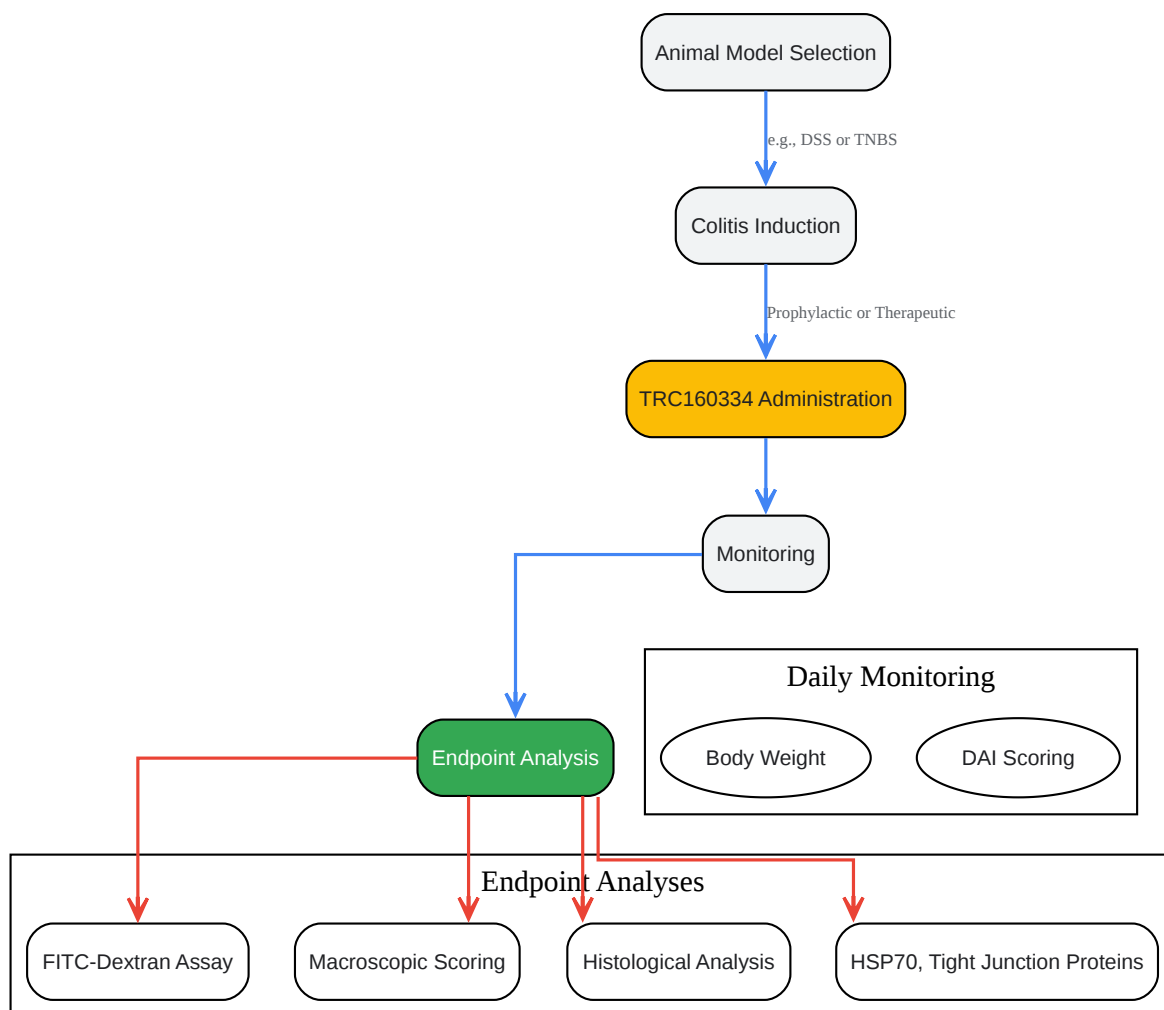 Animal Model Selection
e.g., DSS or TNBS
Colitis Induction
Prophylactic or Therapeutic
TRC160334 Administration
Monitoring
Daily Monitoring
Endpoint Analysis
Body Weight
DAI Scoring
Endpoint Analyses
FITC-Dextran Assay
Macroscopic Scoring
Histological Analysis
HSP70, Tight Junction Proteins